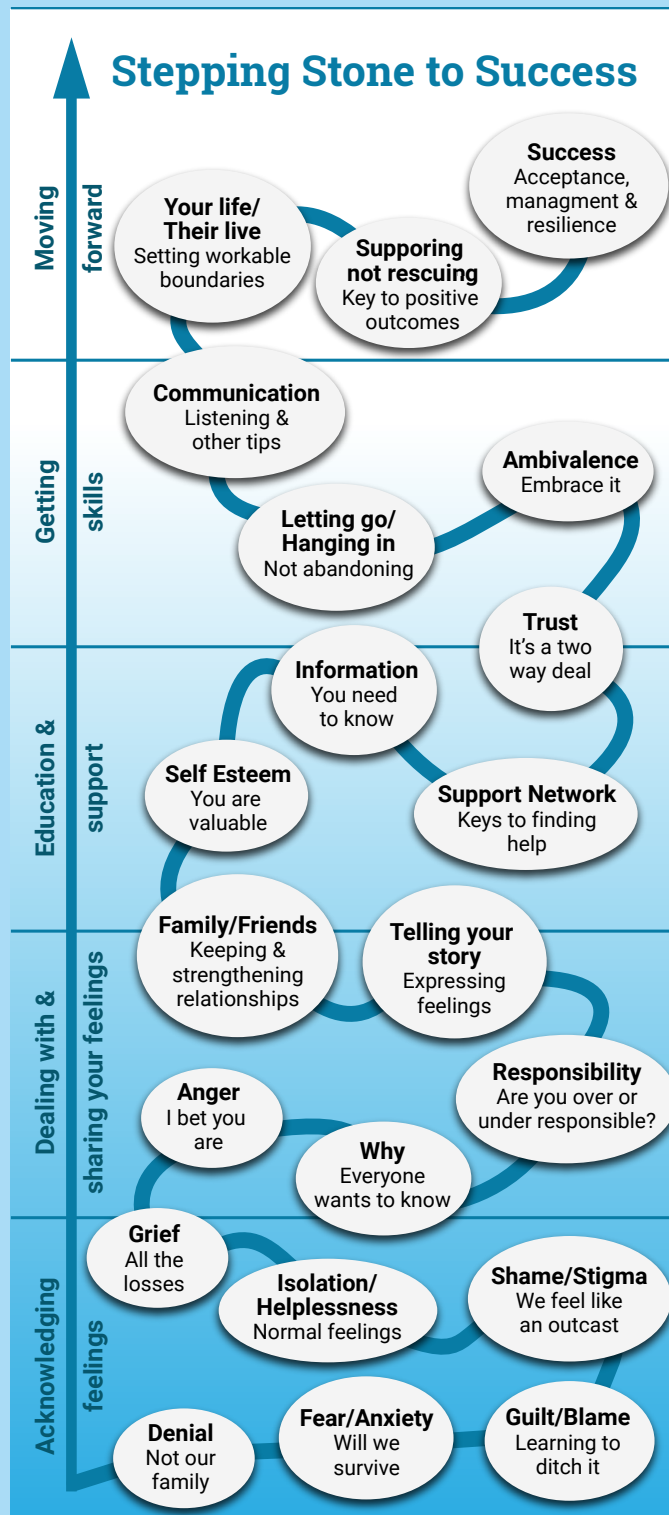 Stepping Stone to Success
Moving
forward
Success
Acceptance,
managment &
resilience
Your life/
Their live
Setting workable
boundaries
Supporing
not rescuing
Key to positive
outcomes
Getting
skills
Communication
Listening &
other tips
Ambivalence
Embrace it
Letting go/
Hanging in
Not abandoning
Trust
It's a two
way deal
Education &
support
Information
You need
to know
Self Esteem
You are
valuable
Support Network
Keys to finding
help
Dealing with &
sharing your feelings
Family/Friends
Keeping &
strengthening
relationships
Telling your
story
Expressing
feelings
Responsibility
Are you over or
under responsible?
Anger
I bet you
are
Why
Everyone
wants to know
Acknowledging
feelings
Grief
All the
losses
Isolation/
Helplessness
Normal feelings
Shame/Stigma
We feel like
an outcast
Denial
Not our
family
Fear/Anxiety
Will we
survive
Guilt/Blame
Learning to
ditch it